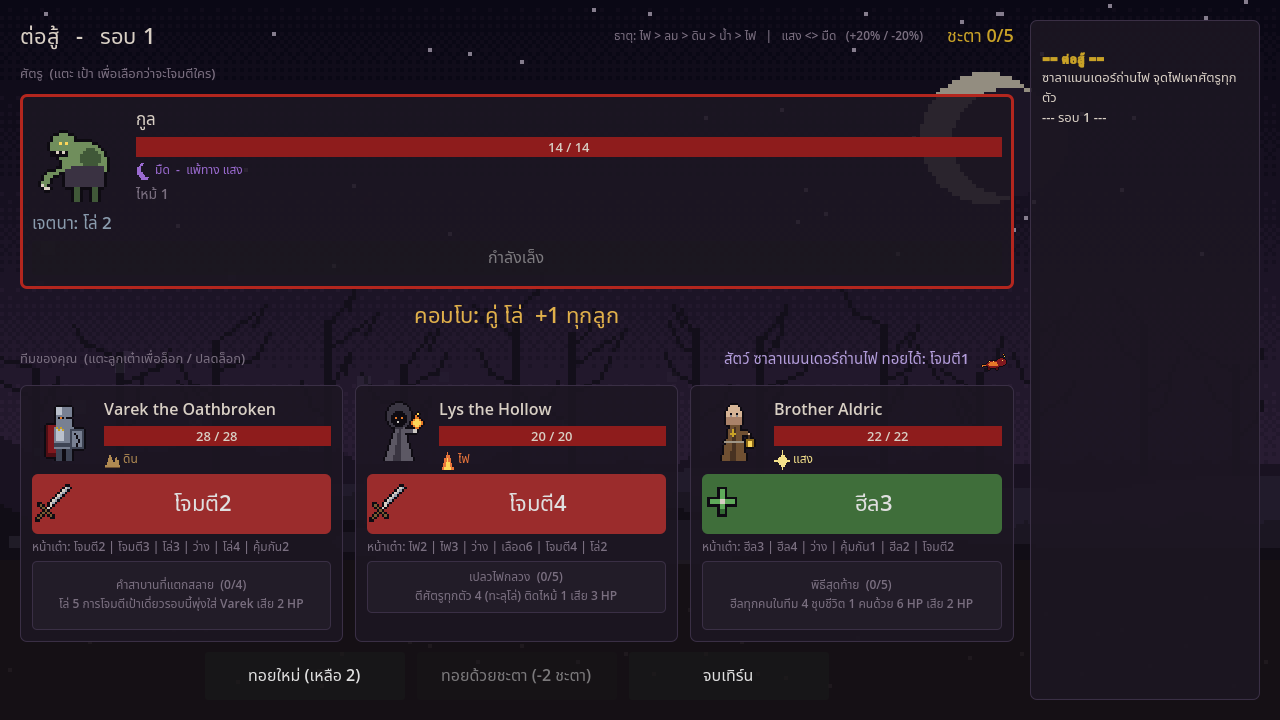 ต่อสู้ - รอบ 1
ธาตุ: ไฟ > ลม > ดิน > น้ำ > ไฟ | แสง <> มืด (+20% / -20%)
ชะตา 0/5
ศัตรู (แตะ เป้า เพื่อเลือกว่าจะโจมตีใคร)
กูล
14 / 14
มืด - แพ้ทาง แสง
ไหม้ 1
เจตนา: โล่ 2
กำลังเล็ง
คอมโบ: คู่ โล่ +1 ทุกลูก
ทีมของคุณ (แตะลูกเต๋าเพื่อล็อก / ปลดล็อก)
สัตว์ ซาลาแมนเดอร์ถ่านไฟ ทอยได้: โจมตี1
Varek the Oathbroken
28 / 28
ดิน
โจมตี2
หน้าเต๋า: โจมตี2 | โจมตี3 | โล่3 | ว่าง | โล่4 | คุ้มกัน2
คำสาบานที่แตกสลาย (0/4)
โล่ 5 การโจมตีเป้าเดี่ยวรอบนี้พุ่งใส่ Varek เสีย 2 HP
Lys the Hollow
20 / 20
ไฟ
โจมตี4
หน้าเต๋า: ไฟ2 | ไฟ3 | ว่าง | เลือด6 | โจมตี4 | โล่2
เปลวไฟกลวง (0/5)
ตีศัตรูทุกตัว 4 (ทะลุโล่) ติดไหม้ 1 เสีย 3 HP
Brother Aldric
22 / 22
แสง
ฮีล3
หน้าเต๋า: ฮีล3 | ฮีล4 | ว่าง | คุ้มกัน1 | ฮีล2 | โจมตี2
พิธีสุดท้าย (0/5)
ฮีลทุกคนในทีม 4 ชุบชีวิต 1 คนด้วย 6 HP เสีย 2 HP
ทอยใหม่ (เหลือ 2)
ทอยด้วยชะตา (-2 ชะตา)
จบเทิร์น
== ต่อสู้ ==
ซาลาแมนเดอร์ถ่านไฟ จุดไฟเผาศัตรูทุก
ตัว
--- รอบ 1 ---